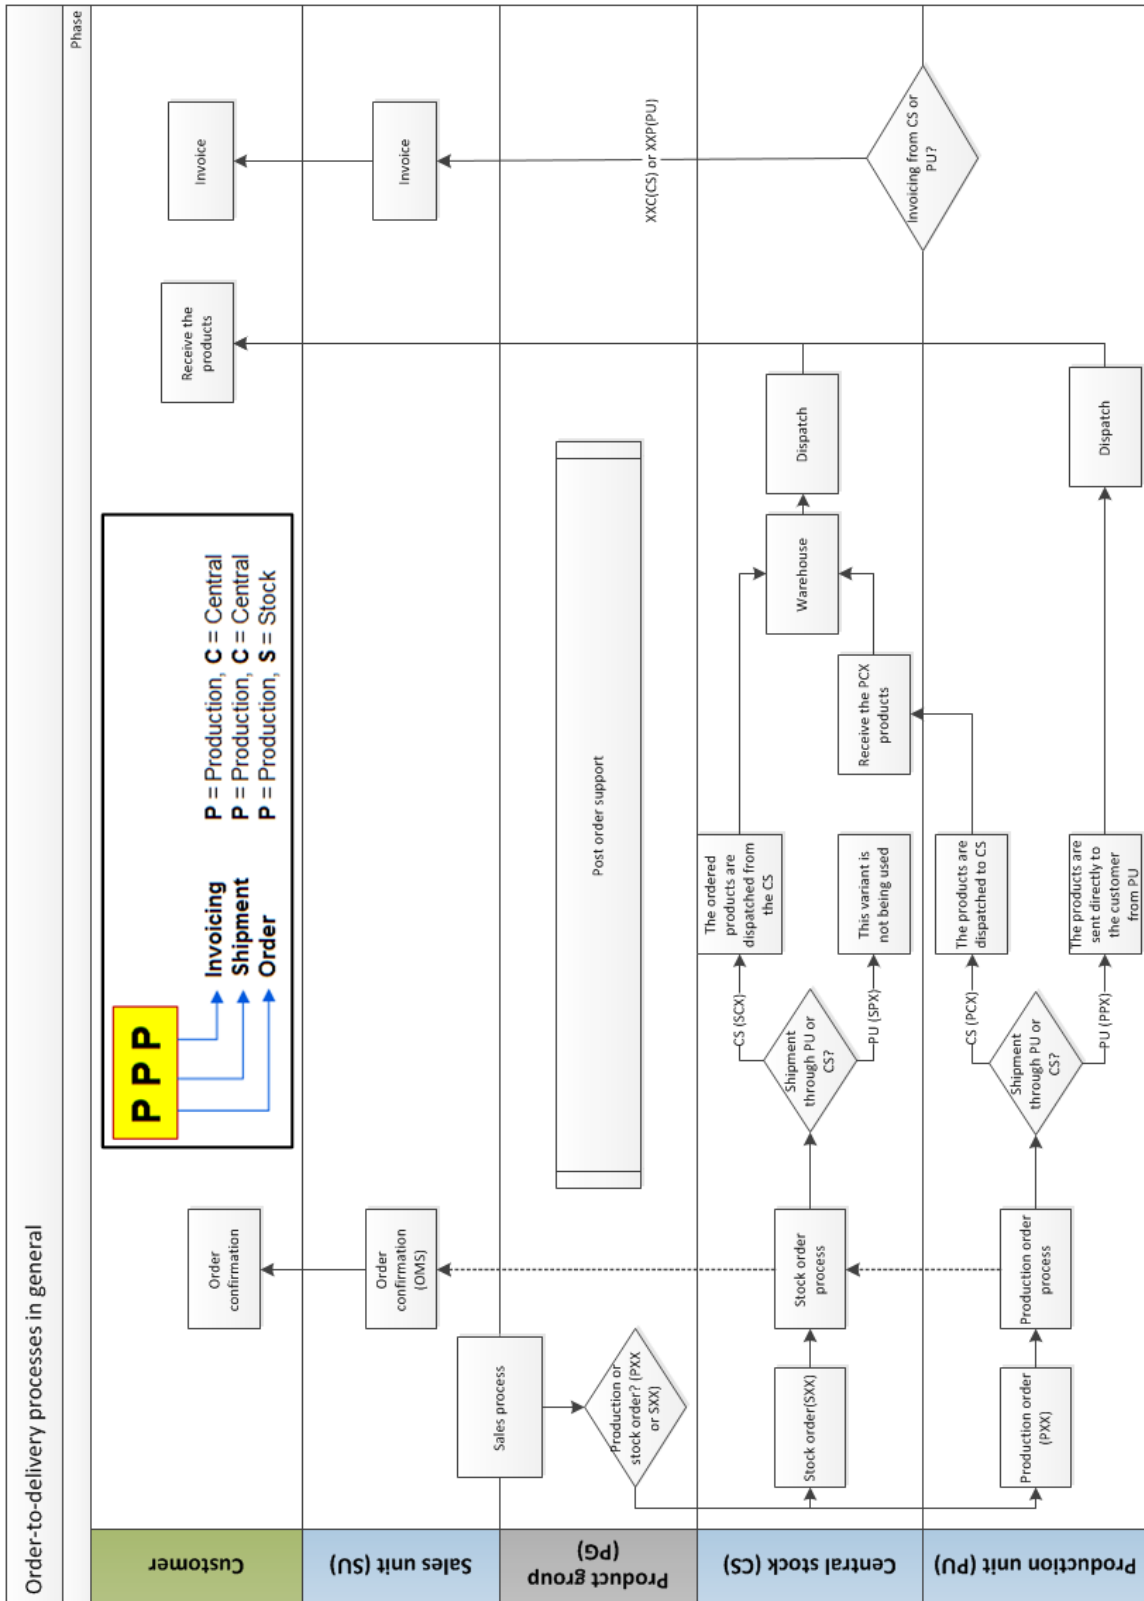 Order-to-delivery processes in general
Phase
Customer
Order
confirmation
P P P
Invoicing
P = Production, C = Central
Shipment
P = Production, C = Central
Order
P = Production, S = Stock
Receive the
products
Invoice
Sales unit (SU)
Order
confirmation
(OMS)
Invoice
Sales process
Product group
(PG)
Production or
stock order? (PXX
or SXX)
Post order support
XXC(CS) or XXP(PU)
Central stock (CS)
Stock order(SXX)
Stock order
process
Shipment
through PU or
CS?
CS (SCX)
PU (SPX)
The ordered
products are
dispatched from
the CS
This variant is
not being used
Receive the PCX
products
Warehouse
Dispatch
Invoicing from CS or
PU?
Production unit (PU)
Production order
(PXX)
Production order
process
Shipment
through PU or
CS?
CS (PCX)
PU (PPX)
The products are
dispatched to CS
The products are
sent directly to
the customer
from PU
Dispatch